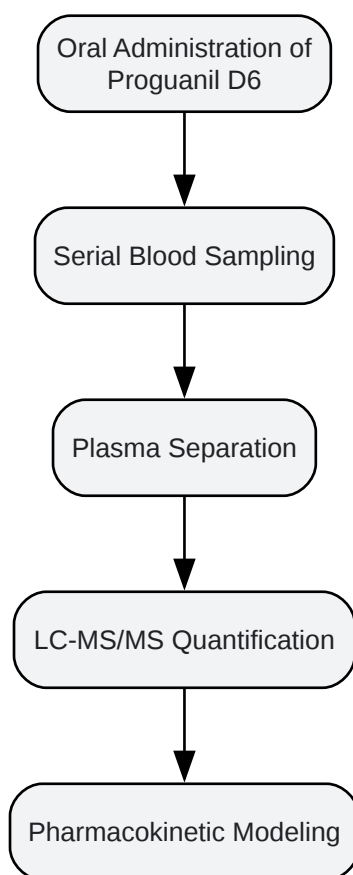 Oral Administration of
Proguanil D6
Serial Blood Sampling
Plasma Separation
LC-MS/MS Quantification
Pharmacokinetic Modeling